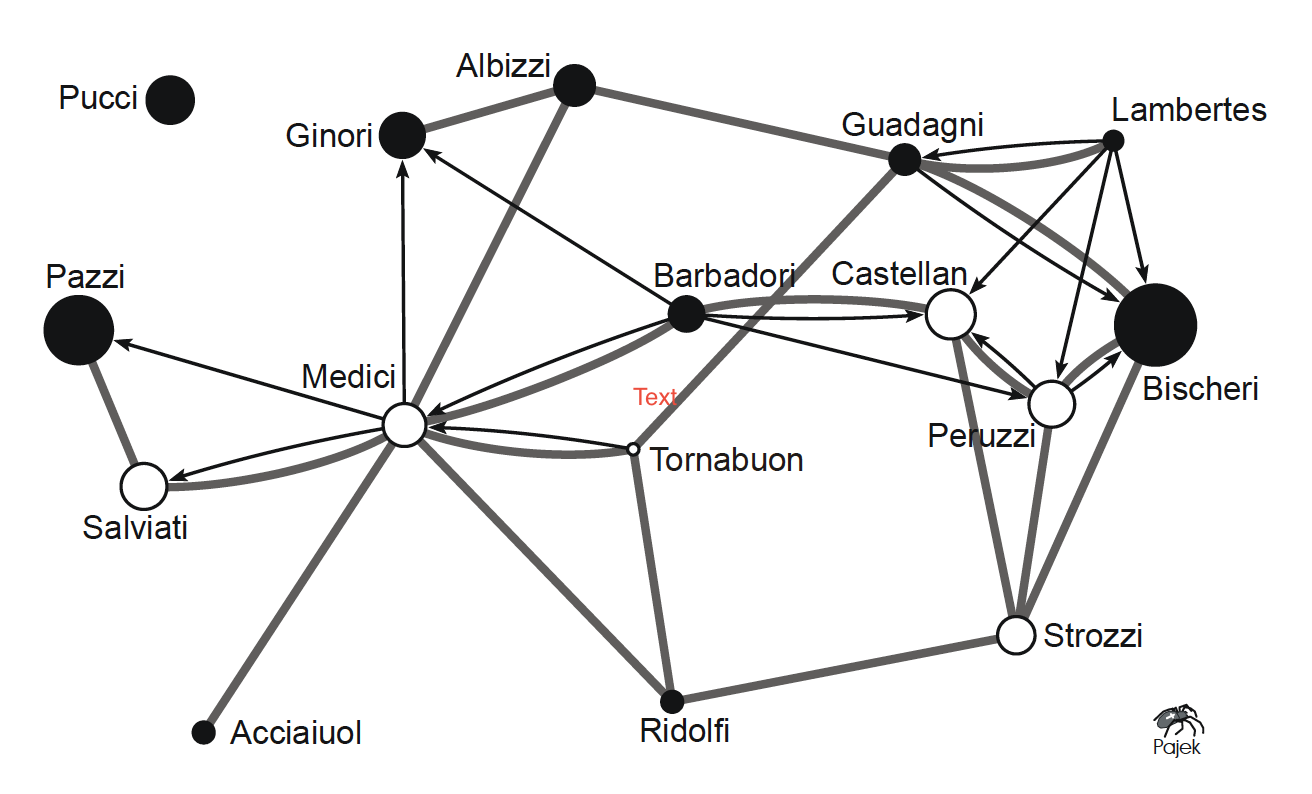 Albizzi
Pucci
Ginori
Guadagni
Lambertes
Pazzi
Barbadori
Castellan
Medici
Bischeri
Text
Peruzzi
Tornabuon
Salviati
Strozzi
Acciaiuol
Ridolfi
Pajek